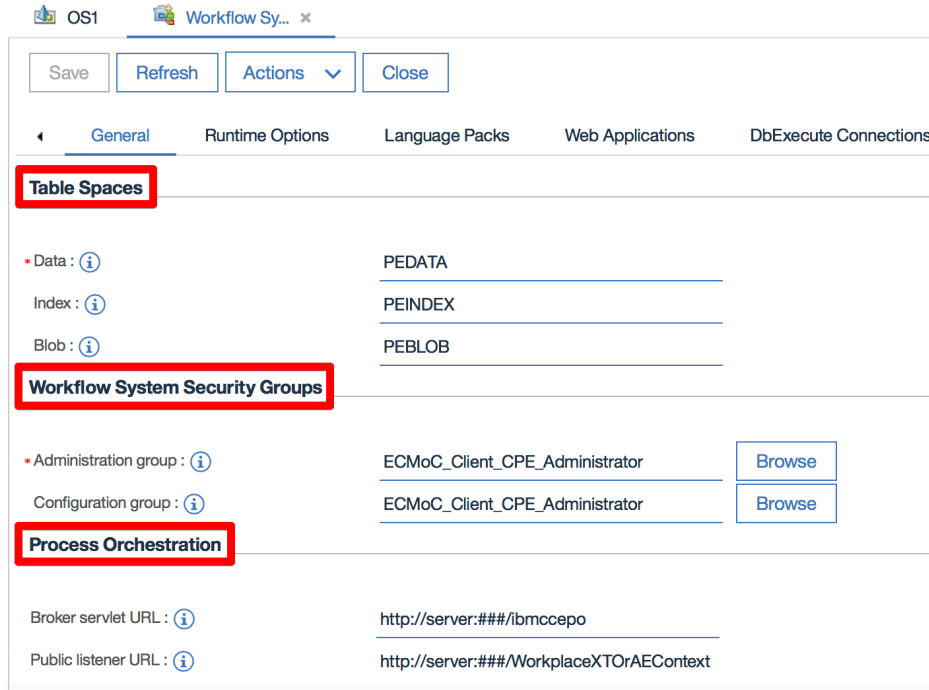 OS1 Workflow Sy... ×
Save Refresh Actions Close
General Runtime Options Language Packs Web Applications DbExecute Connections
Table Spaces
* Data : i PEDATA
Index : i PEINDEX
Blob : i PEBLOB
Workflow System Security Groups
* Administration group : i ECMoC_Client_CPE_Administrator Browse
Configuration group : i ECMoC_Client_CPE_Administrator Browse
Process Orchestration
Broker servlet URL : i http://server:###/ibmccepo
Public listener URL : i http://server:###/WorkplaceXTOrAEContext